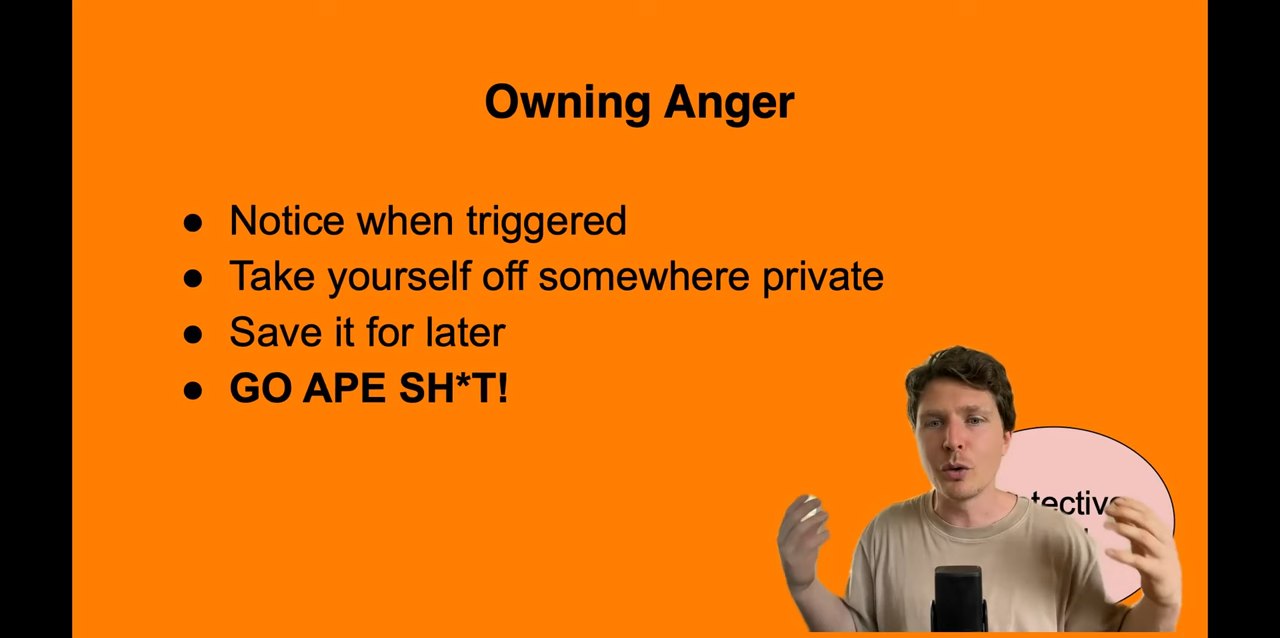 Owning Anger
● Notice when triggered
● Take yourself off somewhere private
● Save it for later
● GO APE SH*T!